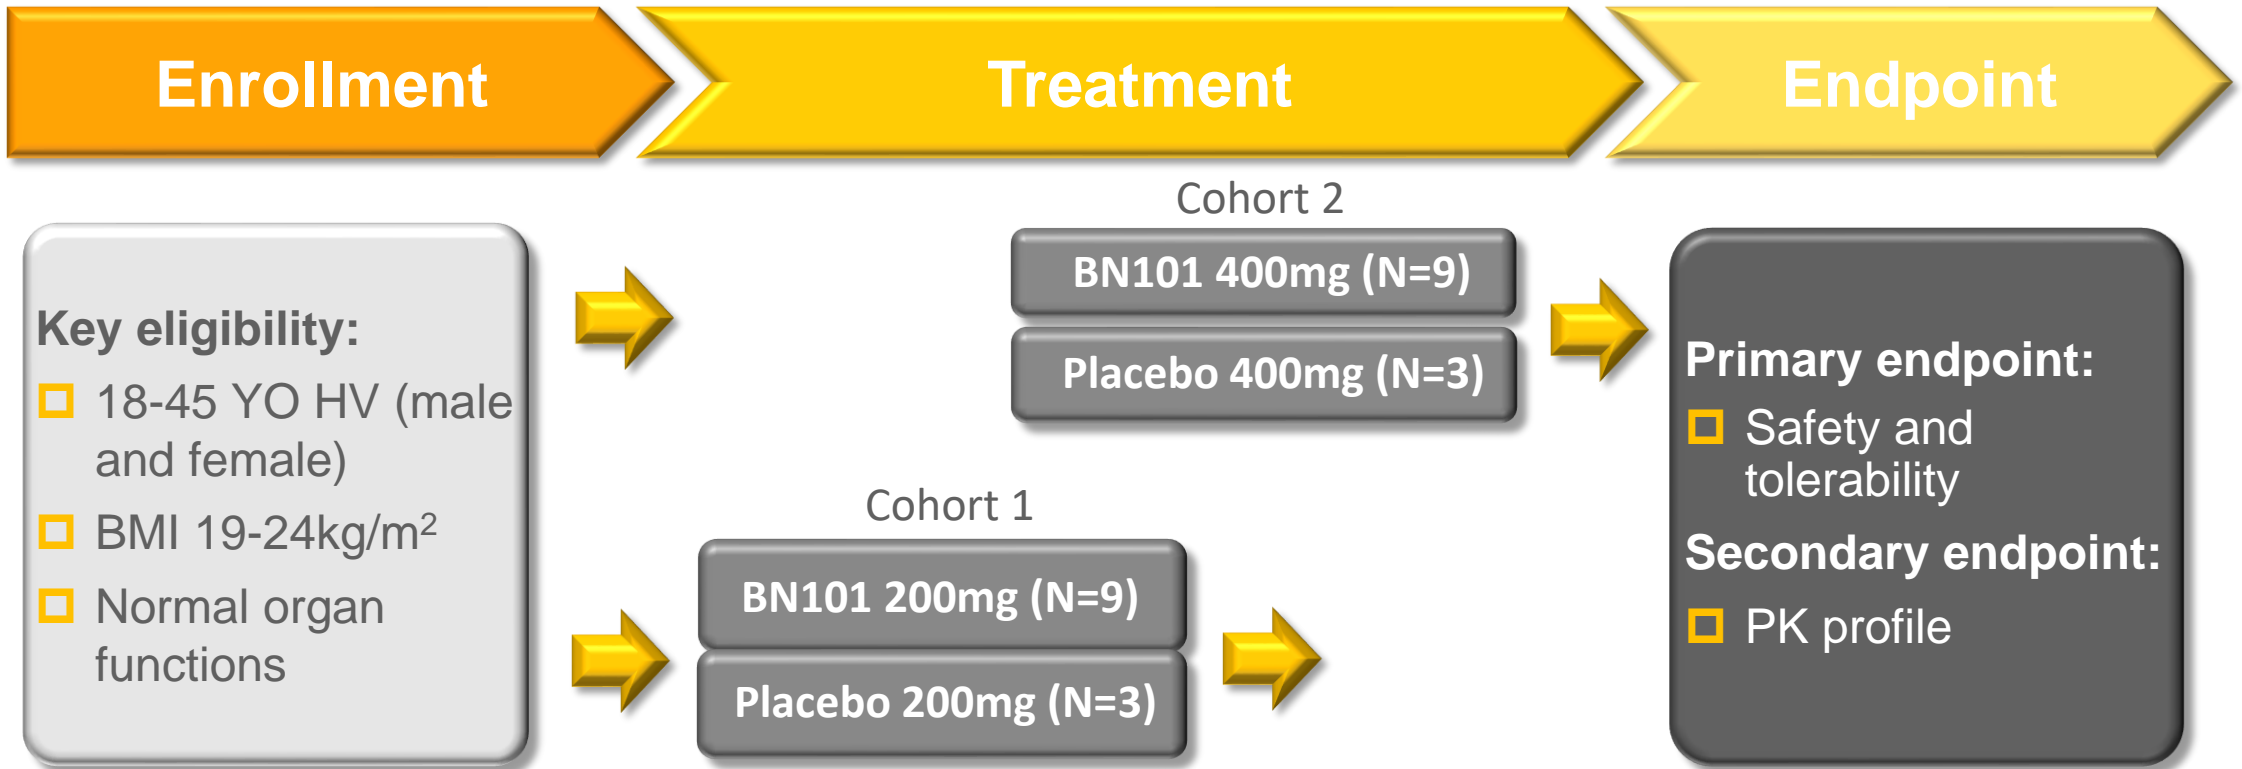 Enrollment
Treatment
Endpoint
Key eligibility:
18-45 YO HV (male
and female)
BMI 19-24kg/m²
Normal organ
functions
Cohort 2
BN101 400mg (N=9)
Placebo 400mg (N=3)
Cohort 1
BN101 200mg (N=9)
Placebo 200mg (N=3)
Primary endpoint:
Safety and
tolerability
Secondary endpoint:
PK profile